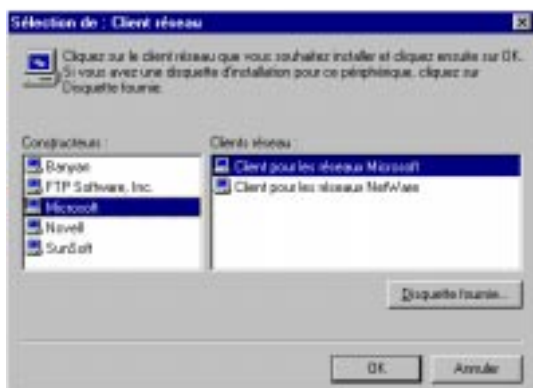 Sélection de : Client réseau
Cliquez sur le client réseau que vous souhaitez installer et cliquez ensuite sur OK.
Si vous avez une disquette d'installation pour ce périphérique, cliquez sur
Disquette fournie.
Constructeurs :
Clients réseau :
Banyan
FTP Software, Inc.
Microsoft
Novell
SunSoft
Client pour les réseaux Microsoft
Client pour les réseaux NetWare
Disquette fournie...
OK
Annuler